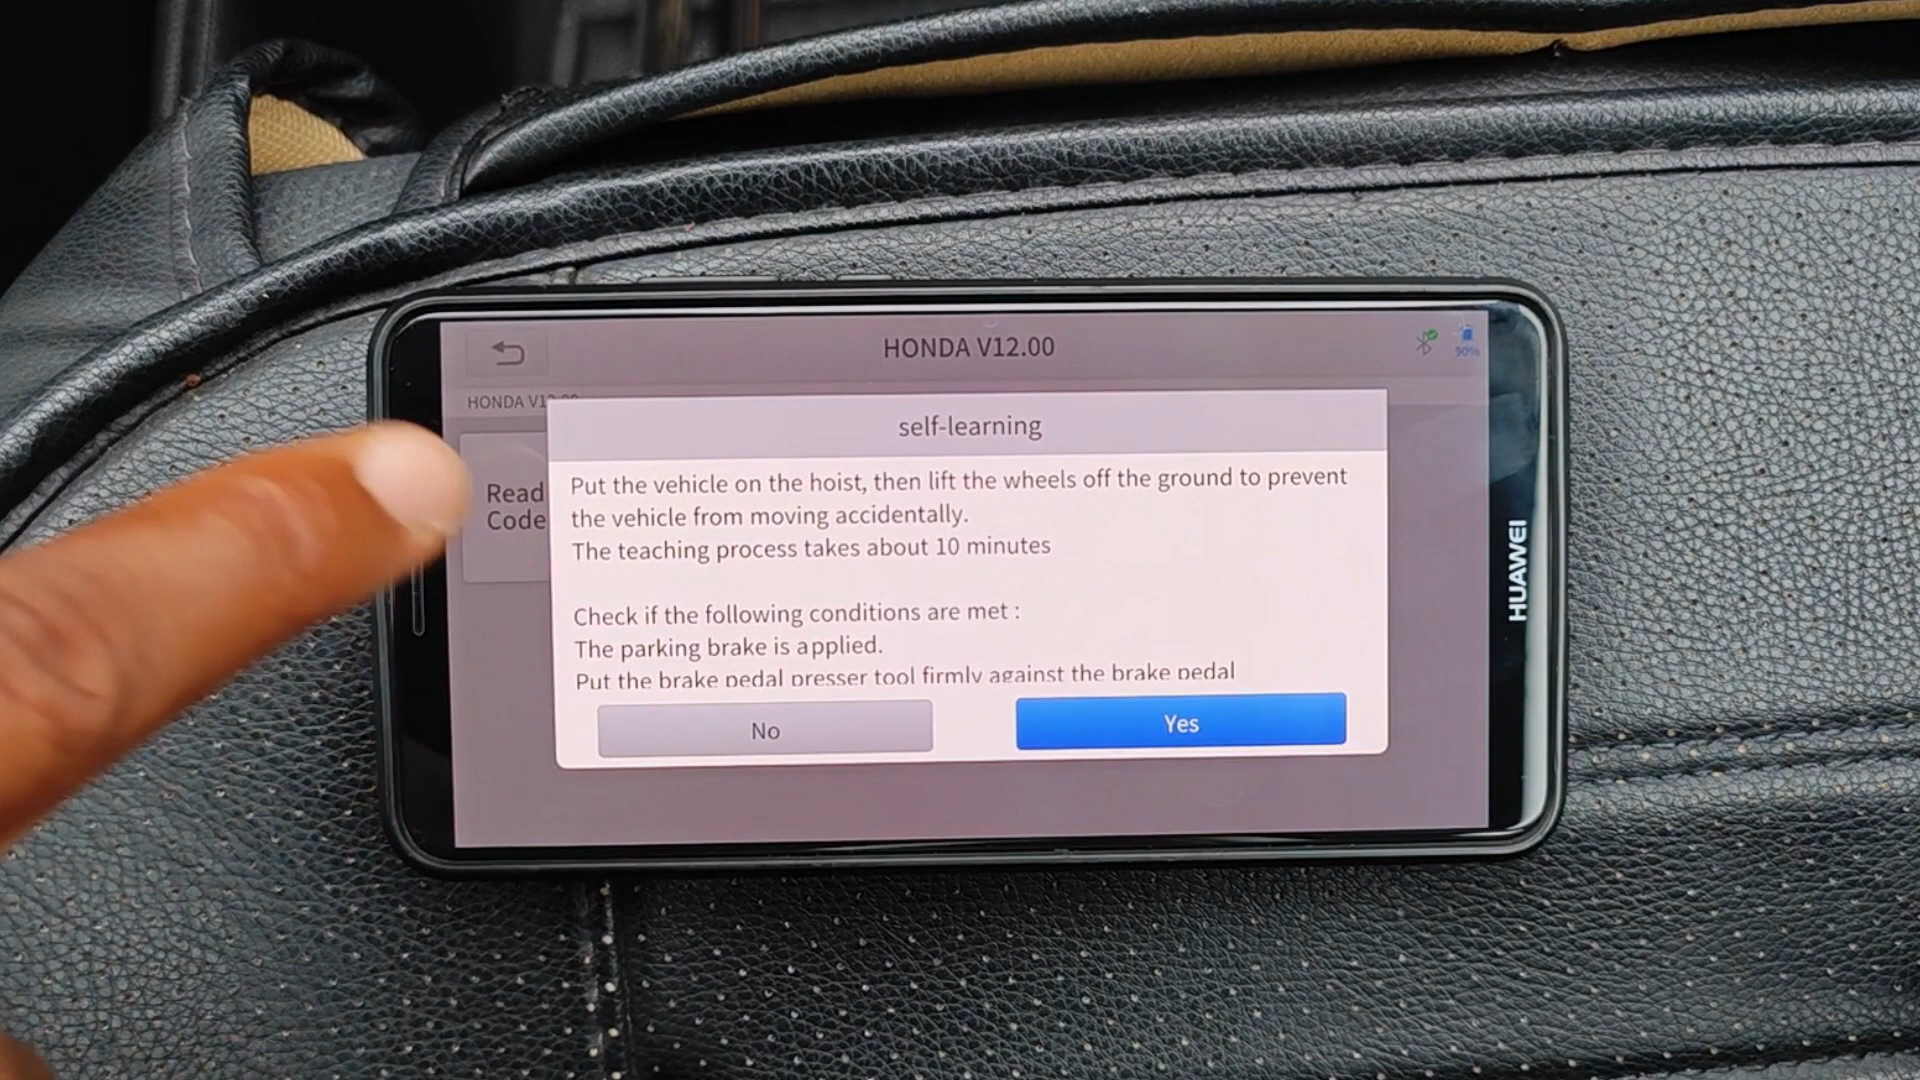 HONDA V12.00
90%
HONDA V12.00
self-learning
Read
Code
Put the vehicle on the hoist, then lift the wheels off the ground to prevent
the vehicle from moving accidentally.
The teaching process takes about 10 minutes
Check if the following conditions are met :
The parking brake is applied.
Put the brake pedal presser tool firmly against the brake pedal
No
Yes
HUAWEI